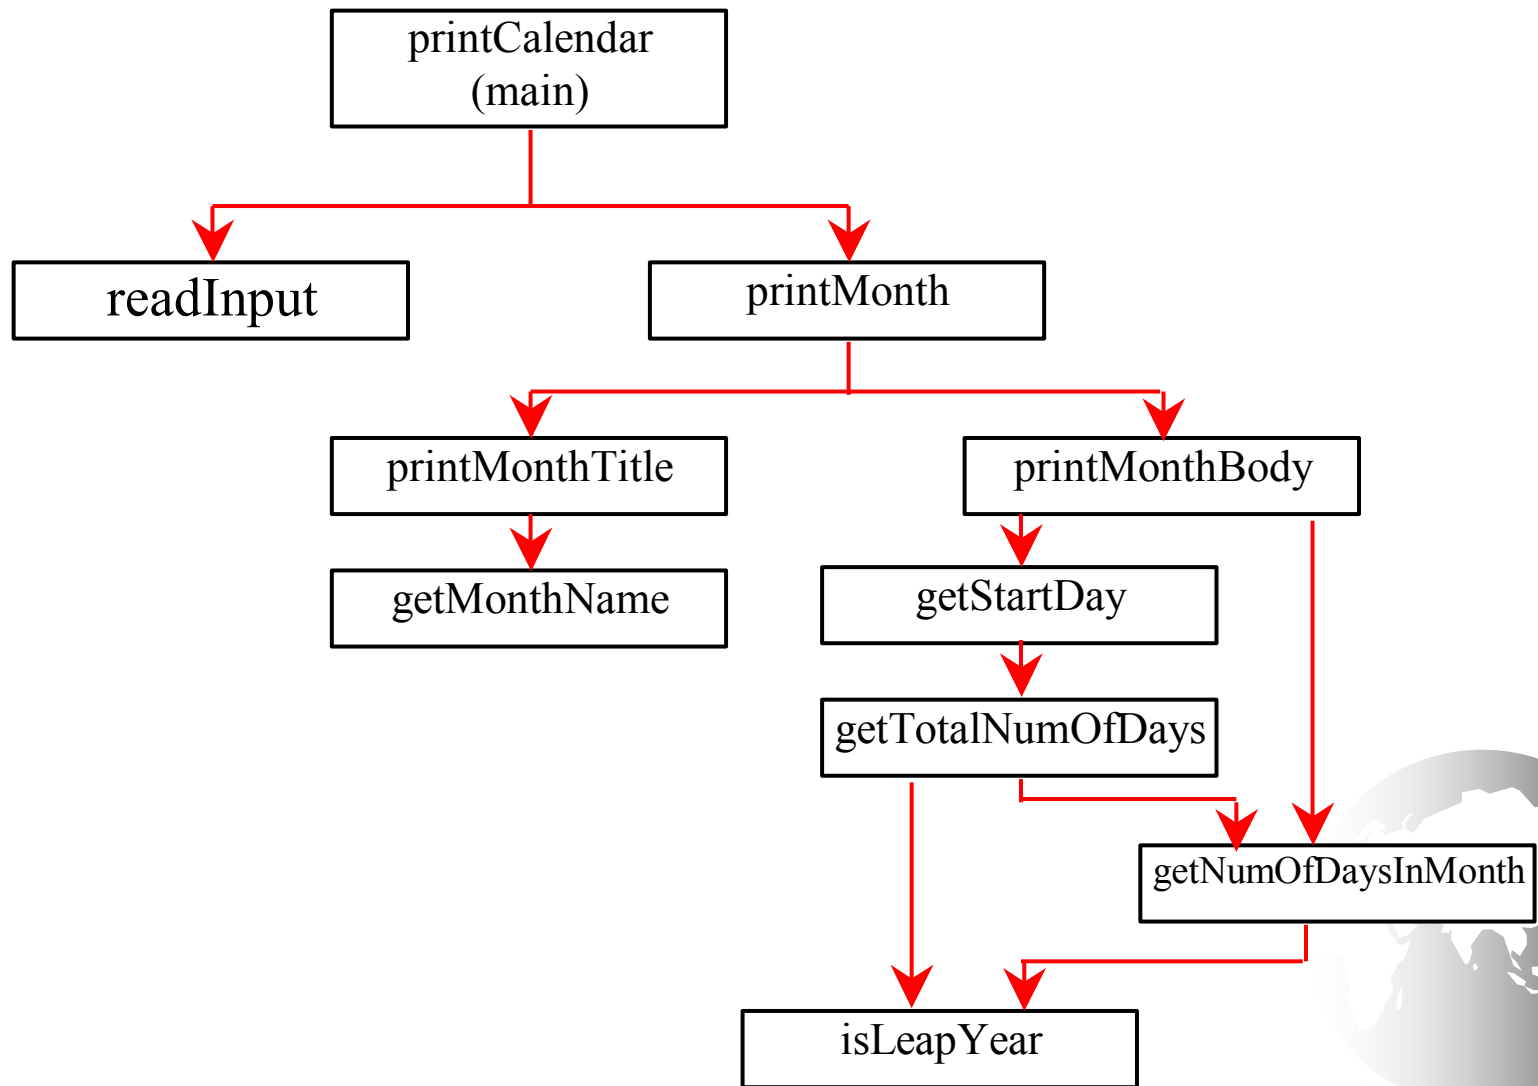 printCalendar
(main)
readInput
printMonth
printMonthTitle
printMonthBody
getMonthName
getStartDay
getTotalNumOfDays
getNumOfDaysInMonth
isLeapYear